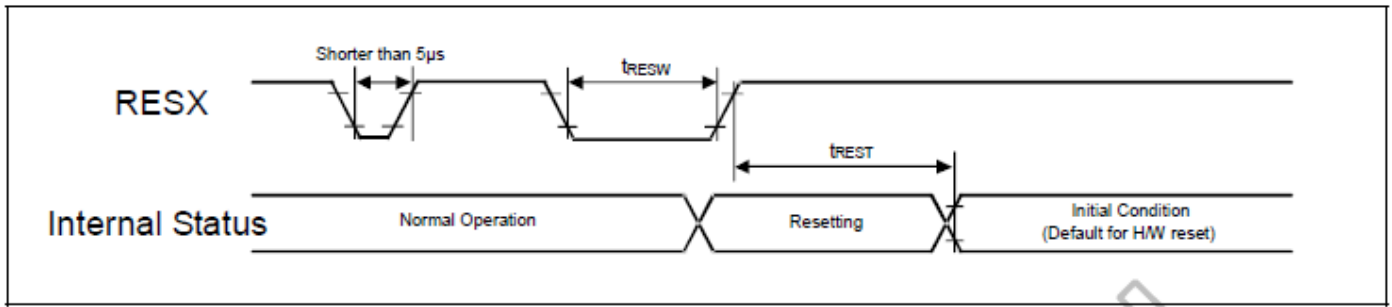 Shorter than 5µs
tRESW
RESX
tREST
Internal Status
Normal Operation
Resetting
Initial Condition
(Default for H/W reset)